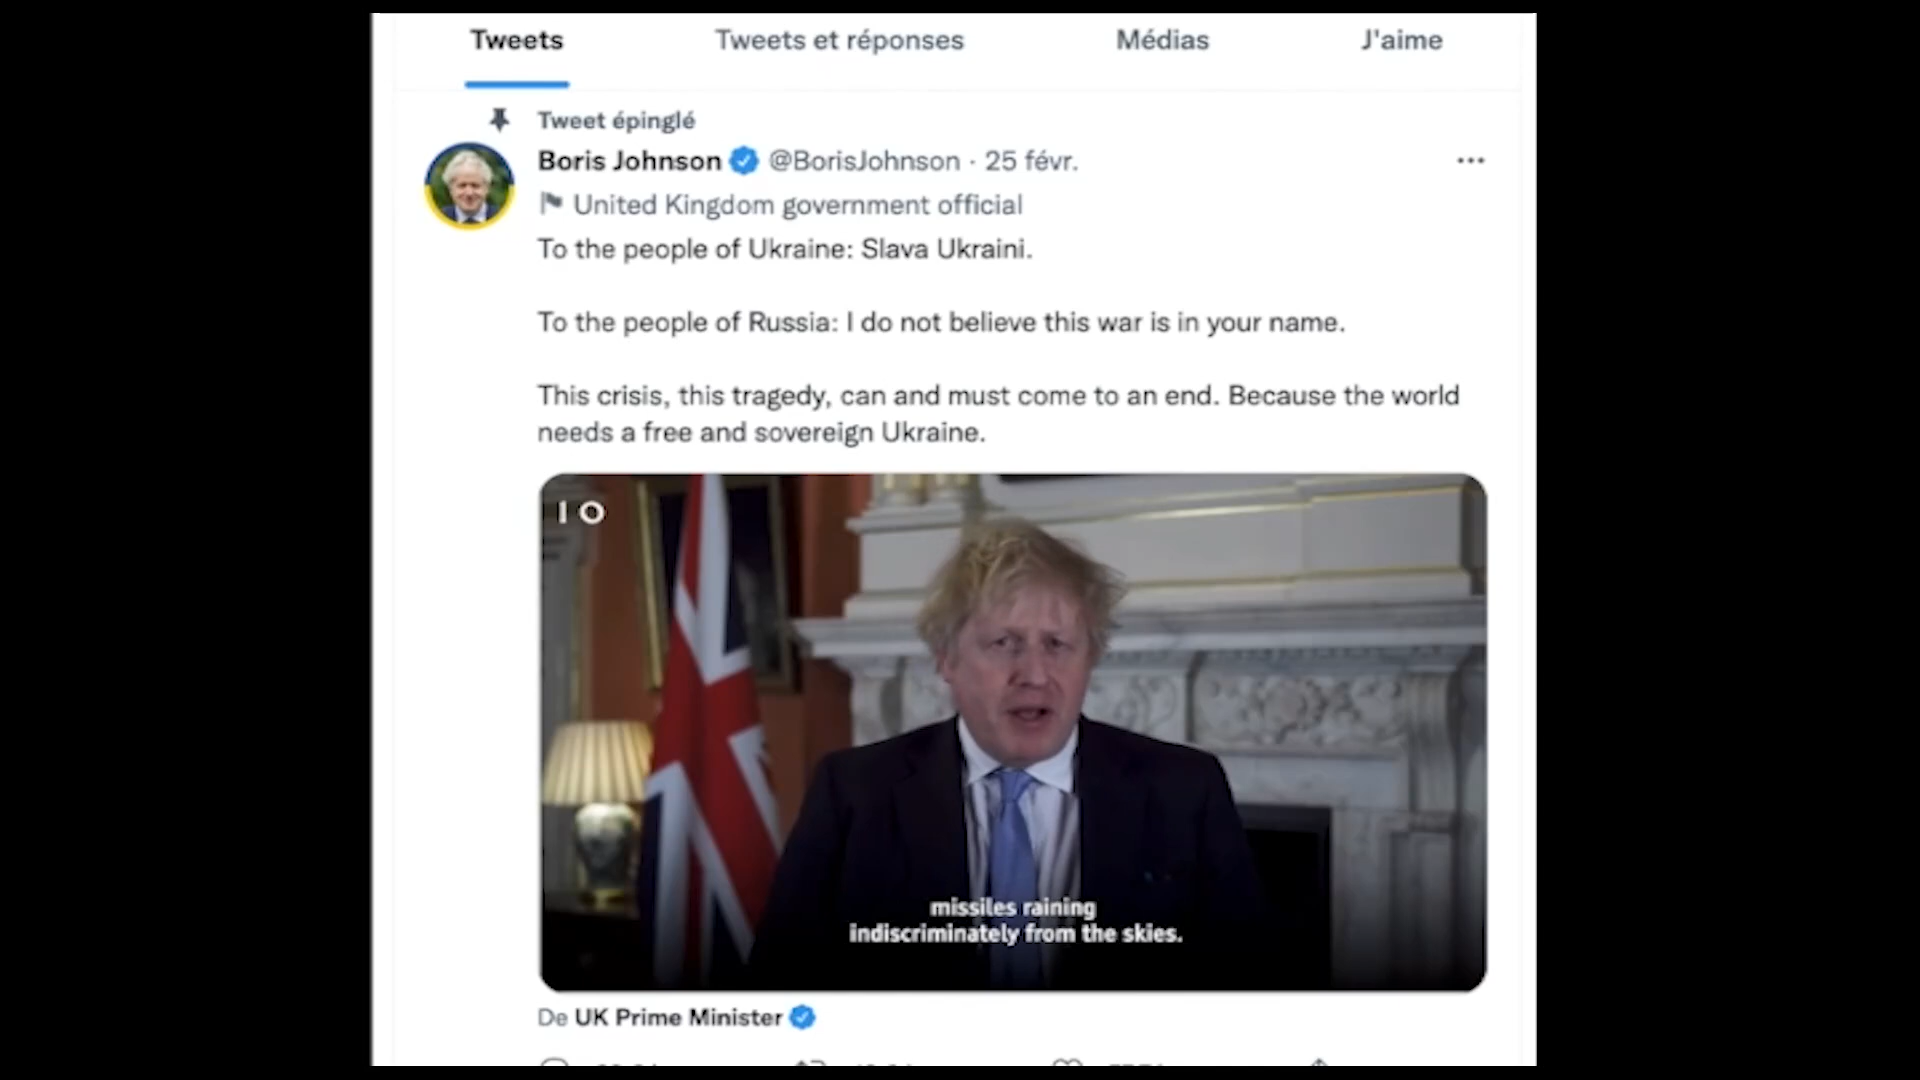 Tweets Tweets et réponses Médias J'aime
Tweet épinglé
Boris Johnson @BorisJohnson · 25 févr.
United Kingdom government official
To the people of Ukraine: Slava Ukraini.
To the people of Russia: I do not believe this war is in your name.
This crisis, this tragedy, can and must come to an end. Because the world
needs a free and sovereign Ukraine.
10
missiles raining
indiscriminately from the skies.
De UK Prime Minister